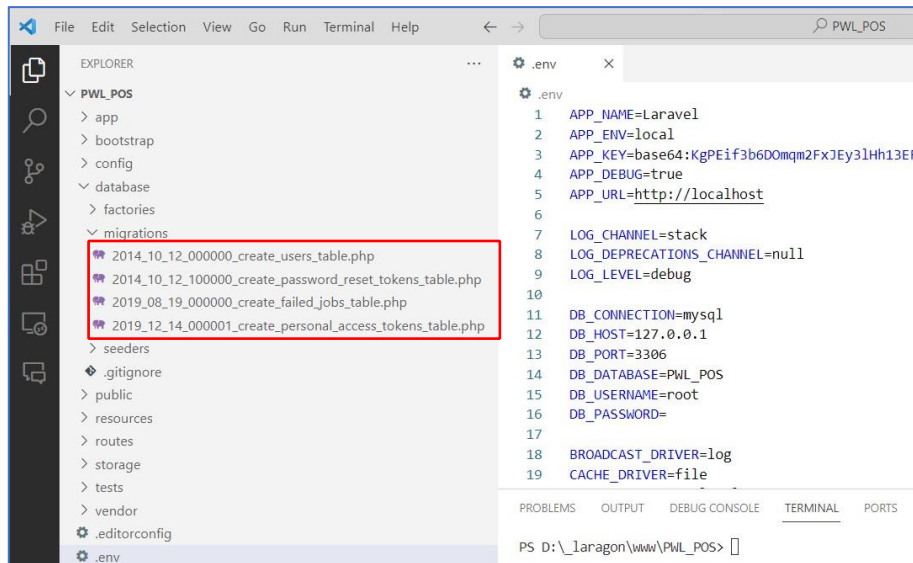 File Edit Selection View Go Run Terminal Help
PWL_POS
EXPLORER
PWL_POS
app
bootstrap
config
database
factories
migrations
2014_10_12_000000_create_users_table.php
2014_10_12_100000_create_password_reset_tokens_table.php
2019_08_19_000000_create_failed_jobs_table.php
2019_12_14_000001_create_personal_access_tokens_table.php
seeders
.gitignore
public
resources
routes
storage
tests
vendor
.editorconfig
.env
.env
.env
1 APP_NAME=Laravel
2 APP_ENV=local
3 APP_KEY=base64:KgPEif3b6DOmqm2FxJEy3lHh13EF
4 APP_DEBUG=true
5 APP_URL=http://localhost
6
7 LOG_CHANNEL=stack
8 LOG_DEPRECATIONS_CHANNEL=null
9 LOG_LEVEL=debug
10
11 DB_CONNECTION=mysql
12 DB_HOST=127.0.0.1
13 DB_PORT=3306
14 DB_DATABASE=PWL_POS
15 DB_USERNAME=root
16 DB_PASSWORD=
17
18 BROADCAST_DRIVER=log
19 CACHE_DRIVER=file
PROBLEMS OUTPUT DEBUG CONSOLE TERMINAL PORTS
PS D:\_laragon\www\PWL_POS>